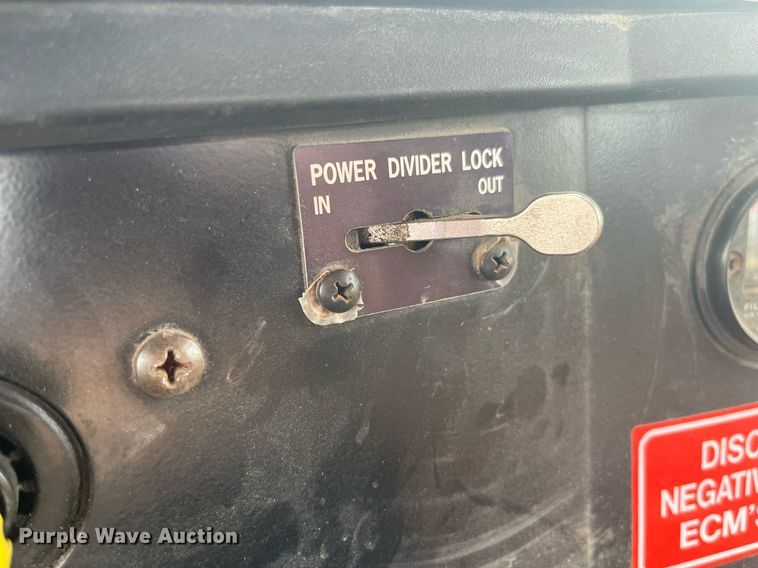 POWER DIVIDER LOCK
IN OUT
DISC
NEGATIV
ECM'S
Purple Wave Auction